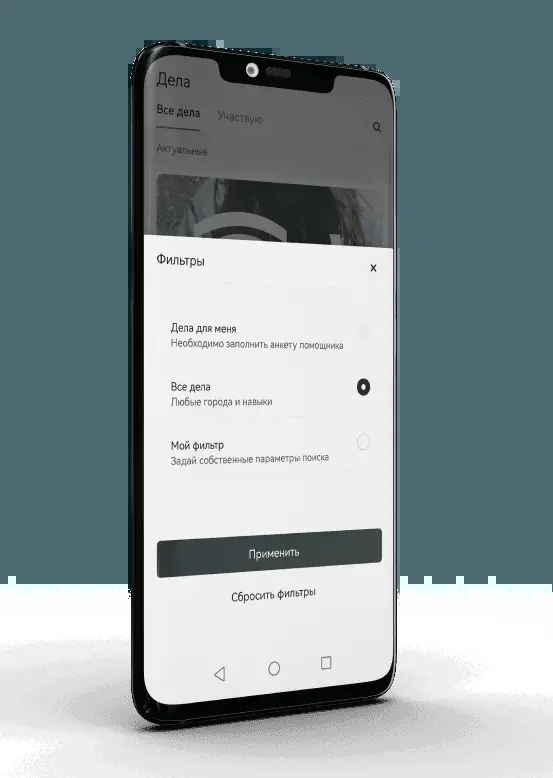 Дела
Все дела
Участвую
Актуальные
Фильтры
Дела для меня
Необходимо заполнить анкету помощника
Все дела
Любые города и навыки
Мой фильтр
Задай собственные параметры поиска
Применить
Сбросить фильтры